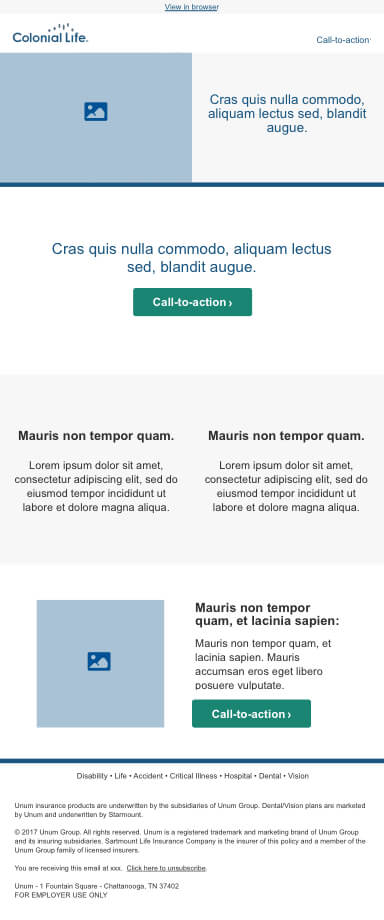 View in browser
Colonial Life.
Call-to-action›
Cras quis nulla commodo,
aliquam lectus sed, blandit
augue.
Cras quis nulla commodo, aliquam lectus
sed, blandit augue.
Call-to-action ›
Mauris non tempor quam.
Lorem ipsum dolor sit amet,
consectetur adipiscing elit, sed do
eiusmod tempor incididunt ut
labore et dolore magna aliqua.
Mauris non tempor quam.
Lorem ipsum dolor sit amet,
consectetur adipiscing elit, sed do
eiusmod tempor incididunt ut
labore et dolore magna aliqua.
Mauris non tempor
quam, et lacinia sapien:
Mauris non tempor quam, et
lacinia sapien. Mauris
accumsan eros eget libero
posuere vulputate.
Call-to-action ›
Disability • Life • Accident • Critical Illness • Hospital • Dental • Vision
Unum insurance products are underwritten by the subsidiaries of Unum Group. Dental/Vision plans are marketed
by Unum and underwritten by Starmount.
© 2017 Unum Group. All rights reserved. Unum is a registered trademark and marketing brand of Unum Group
and its insuring subsidiaries. Sartmount Life Insurance Company is the insurer of this policy and a member of the
Unum Group family of licensed insurers.
You are receiving this email at xxx. Click here to unsubscribe.
Unum - 1 Fountain Square - Chattanooga, TN 37402
FOR EMPLOYER USE ONLY